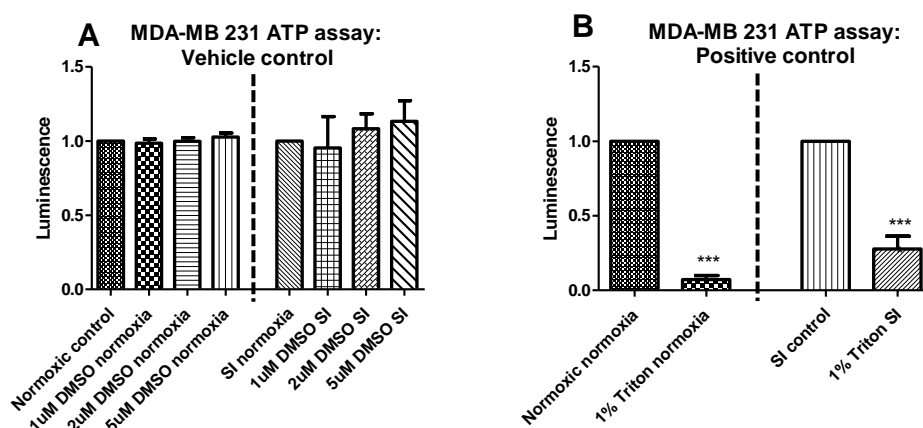 A
MDA-MB 231 ATP assay:
Vehicle control
Luminescence
1.5
1.0
0.5
0.0
Normoxic control
1uM DMSO normoxia
2uM DMSO normoxia
5uM DMSO normoxia
SI normoxia
1uM DMSO SI
2uM DMSO SI
5uM DMSO SI
B
MDA-MB 231 ATP assay:
Positive control
Luminescence
1.5
1.0
0.5
0.0
***
***
Normoxic normoxia
1% Triton normoxia
SI control
1% Triton SI